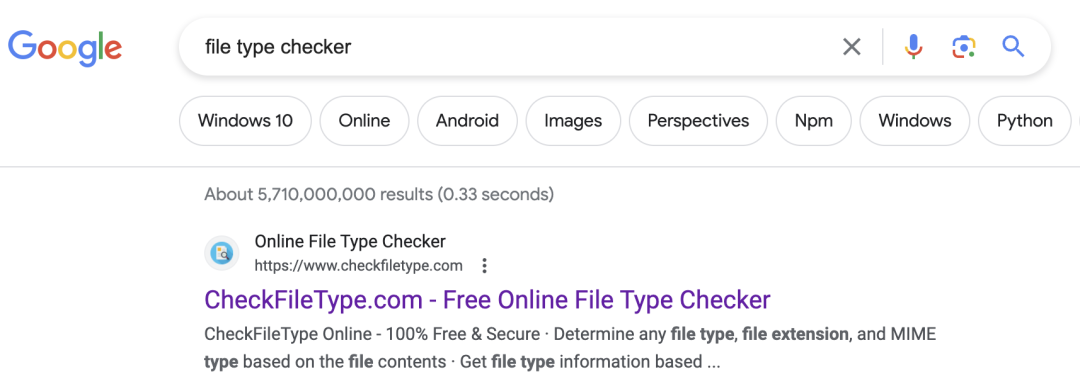 Google
file type checker
Windows 10 Online Android Images Perspectives Npm Windows Python
About 5,710,000,000 results (0.33 seconds)
Online File Type Checker
https://www.checkfiletype.com
CheckFileType.com - Free Online File Type Checker
CheckFileType Online - 100% Free & Secure · Determine any file type, file extension, and MIME
type based on the file contents · Get file type information based ...